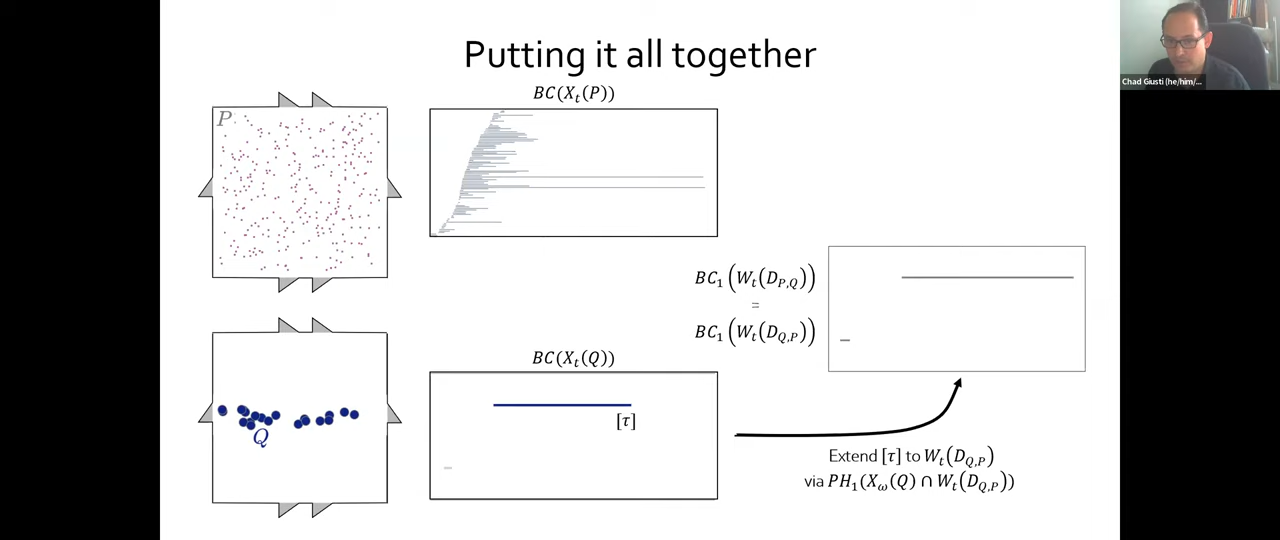 Putting it all together
Chad Giusti (he/him/...
BC(X_t(P))
P
BC_1(W_t(D_{P,Q}))
=
BC_1(W_t(D_{Q,P}))
BC(X_t(Q))
[τ]
Q
Extend [τ] to W_t(D_{Q,P})
via PH_1(X_ω(Q) ∩ W_t(D_{Q,P}))